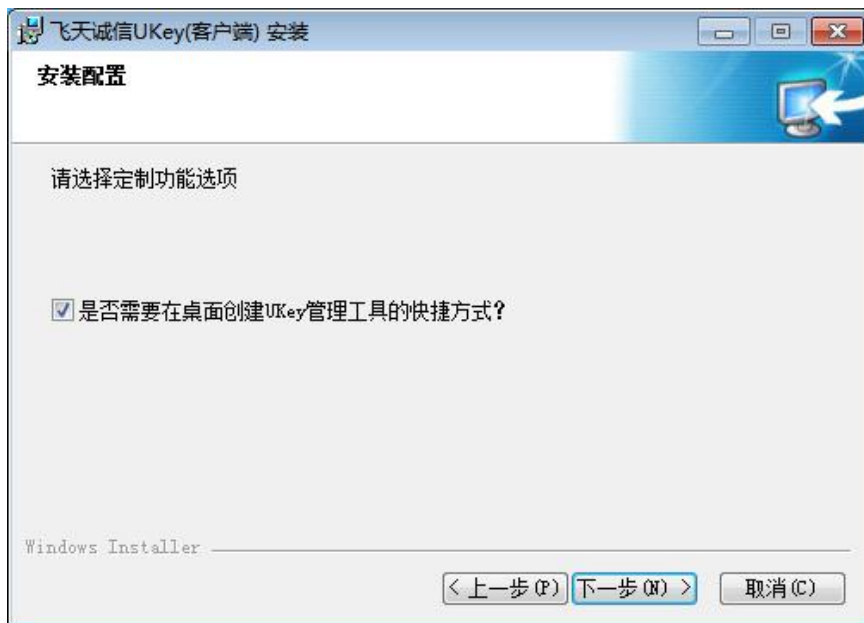 飞天诚信UKey(客户端) 安装
安装配置
请选择定制功能选项
是否需要在桌面创建UKey管理工具的快捷方式?
Windows Installer
< 上一步(P) 下一步(N) > 取消(C)